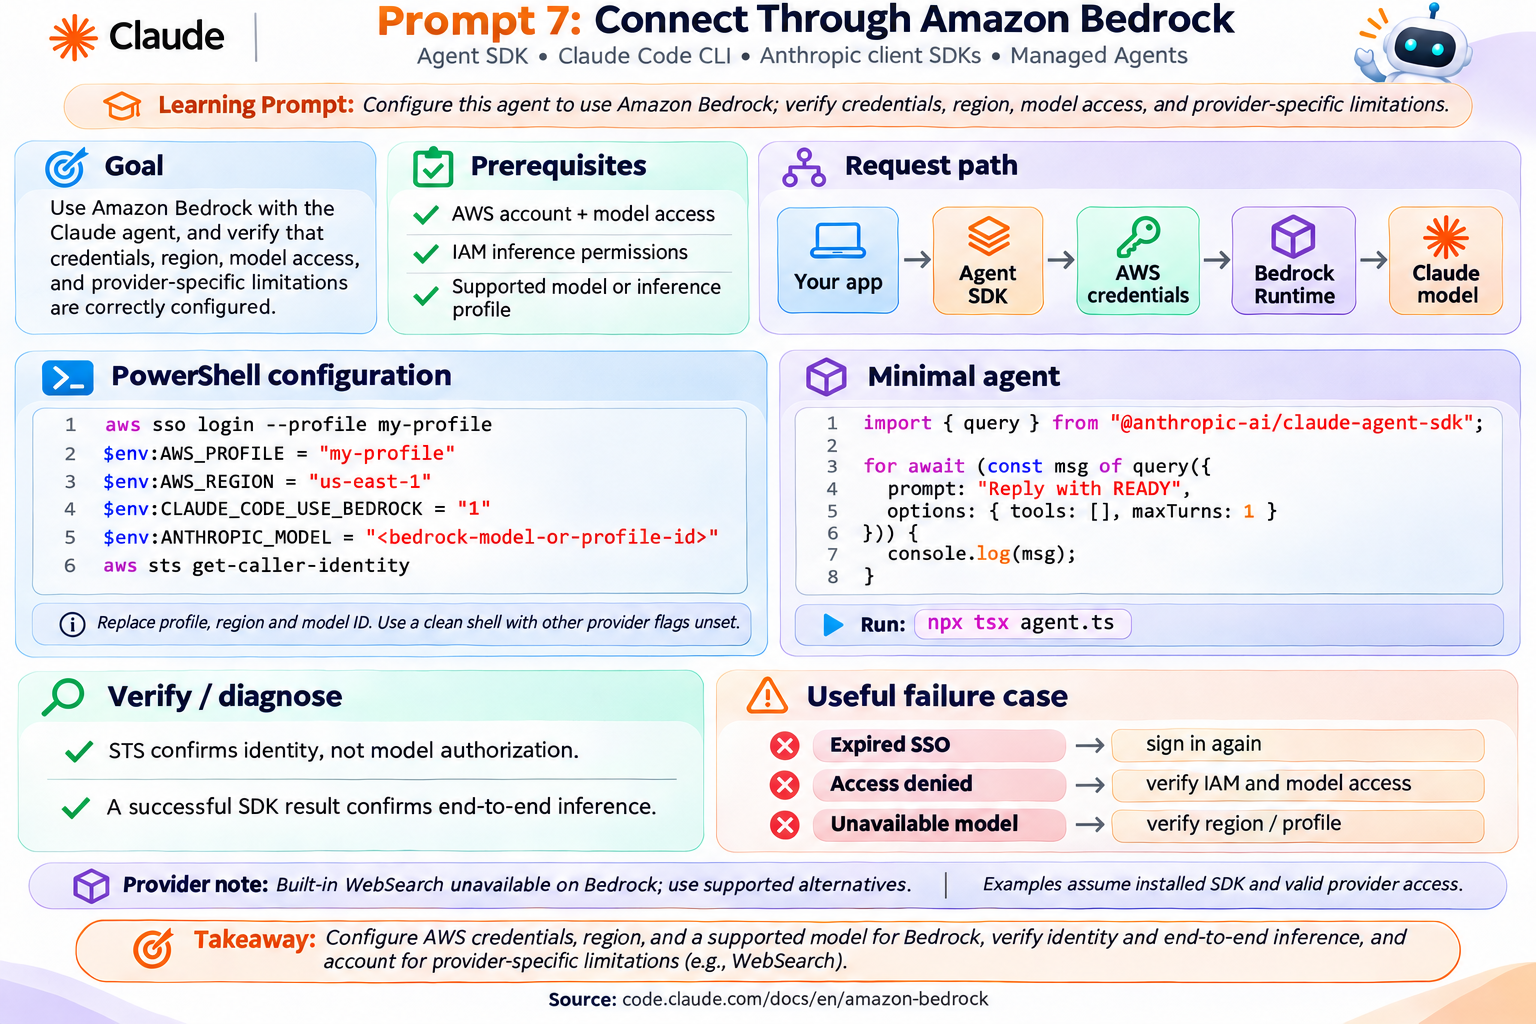 Claude
Prompt 7: Connect Through Amazon Bedrock
Agent SDK • Claude Code CLI • Anthropic client SDKs • Managed Agents
Learning Prompt: Configure this agent to use Amazon Bedrock; verify credentials, region, model access, and provider-specific limitations.
Goal
Use Amazon Bedrock with the
Claude agent, and verify that
credentials, region, model access,
and provider-specific limitations
are correctly configured.
Prerequisites
AWS account + model access
IAM inference permissions
Supported model or inference
profile
Request path
Your app
Agent
SDK
AWS
credentials
Bedrock
Runtime
Claude
model
PowerShell configuration
1 aws sso login --profile my-profile
2 $env:AWS_PROFILE = "my-profile"
3 $env:AWS_REGION = "us-east-1"
4 $env:CLAUDE_CODE_USE_BEDROCK = "1"
5 $env:ANTHROPIC_MODEL = "<bedrock-model-or-profile-id>"
6 aws sts get-caller-identity
Replace profile, region and model ID. Use a clean shell with other provider flags unset.
Minimal agent
1 import { query } from "@anthropic-ai/claude-agent-sdk";
2
3 for await (const msg of query({
4 prompt: "Reply with READY",
5 options: { tools: [], maxTurns: 1 }
6 })) {
7 console.log(msg);
8 }
Run: npx tsx agent.ts
Verify / diagnose
STS confirms identity, not model authorization.
A successful SDK result confirms end-to-end inference.
Useful failure case
Expired SSO → sign in again
Access denied → verify IAM and model access
Unavailable model → verify region / profile
Provider note: Built-in WebSearch unavailable on Bedrock; use supported alternatives. | Examples assume installed SDK and valid provider access.
Takeaway: Configure AWS credentials, region, and a supported model for Bedrock, verify identity and end-to-end inference, and
account for provider-specific limitations (e.g., WebSearch).
Source: code.claude.com/docs/en/amazon-bedrock